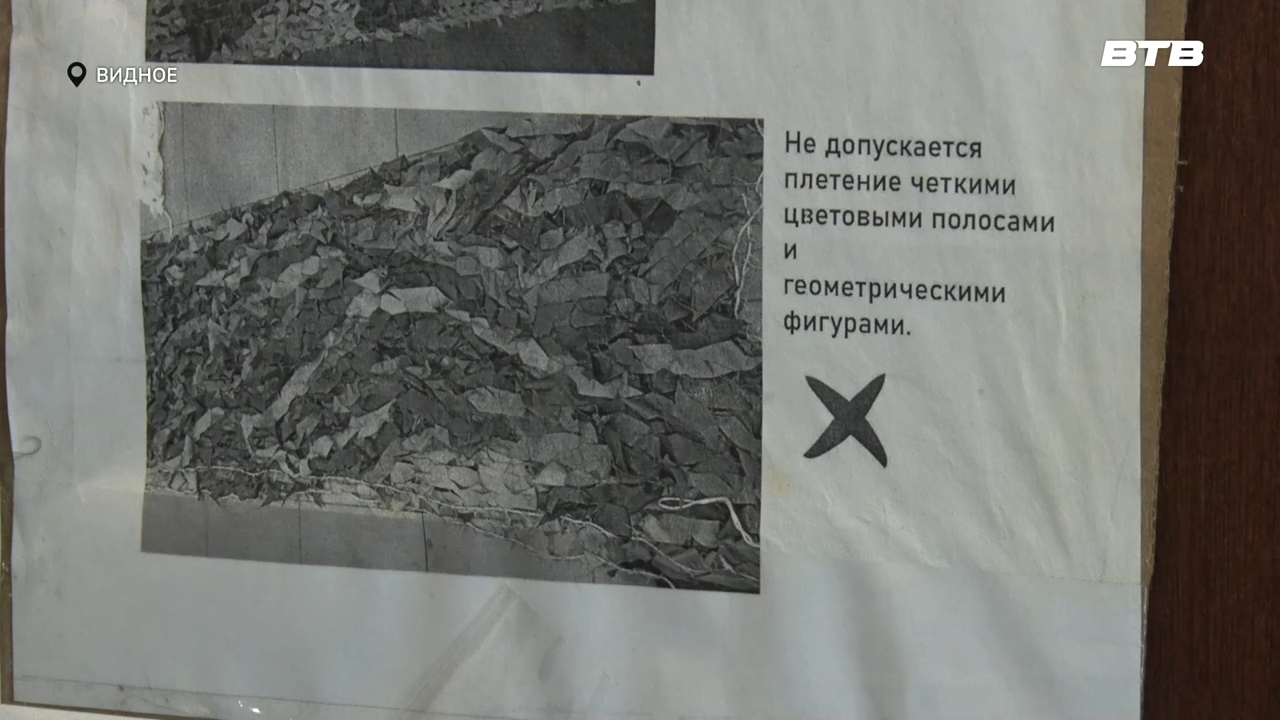 ВИДНОЕ
ВТВ
Не допускается
плетение четкими
цветовыми полосами
и
геометрическими
фигурами.